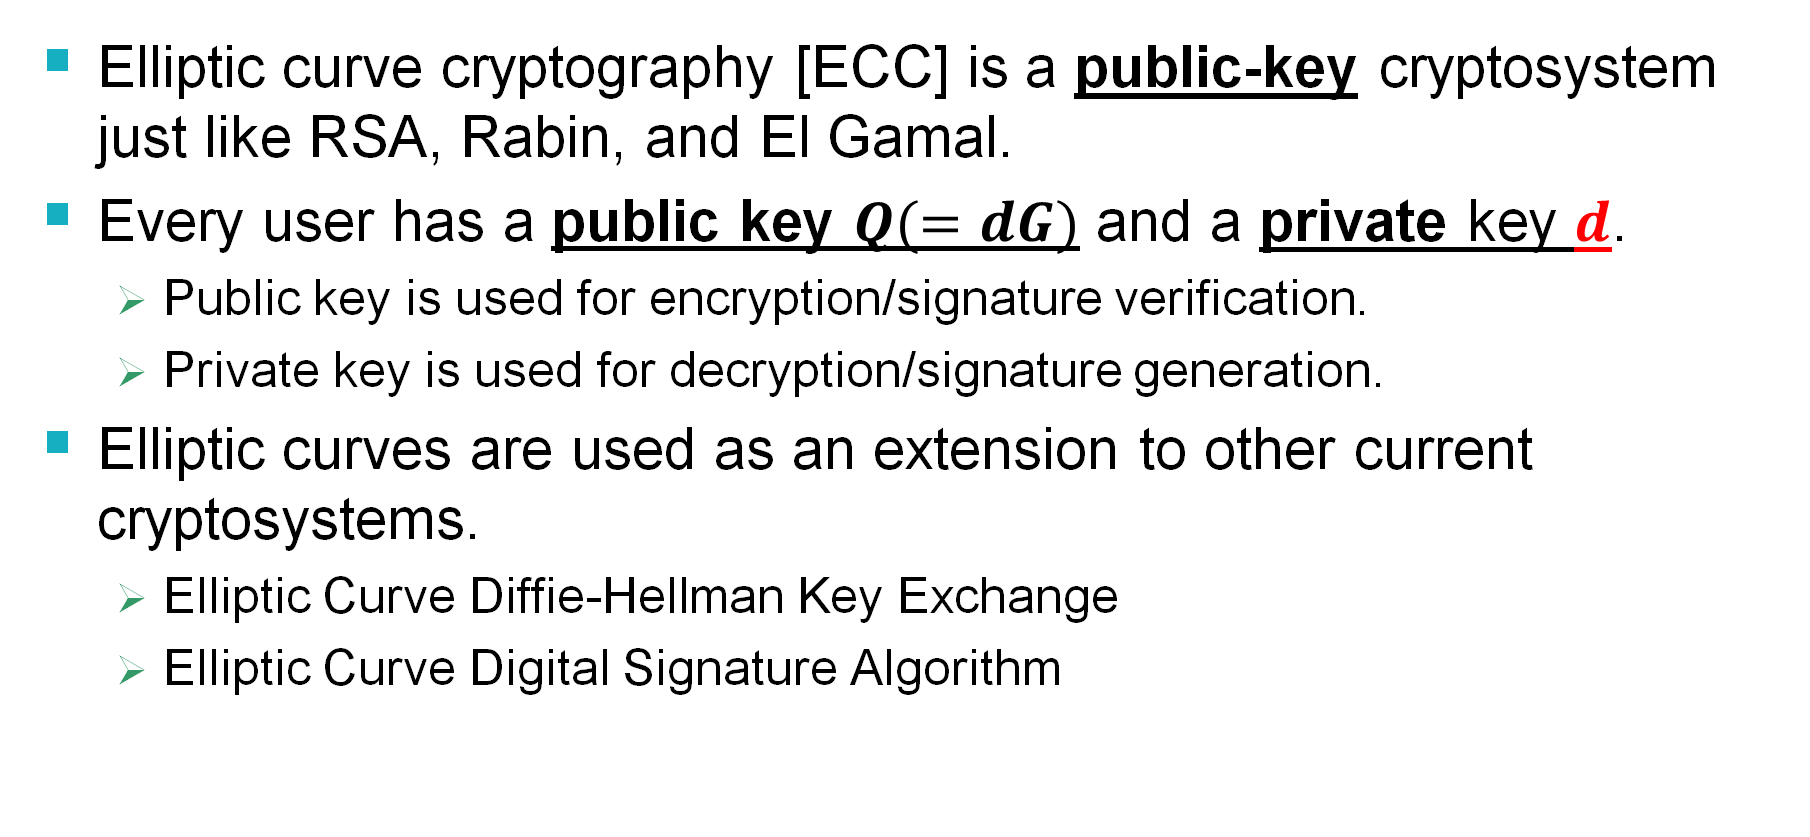 Elliptic curve cryptography [ECC] is a public-key cryptosystem
just like RSA, Rabin, and El Gamal.
Every user has a public key Q(= dG) and a private key d.
Public key is used for encryption/signature verification.
Private key is used for decryption/signature generation.
Elliptic curves are used as an extension to other current
cryptosystems.
Elliptic Curve Diffie-Hellman Key Exchange
Elliptic Curve Digital Signature Algorithm